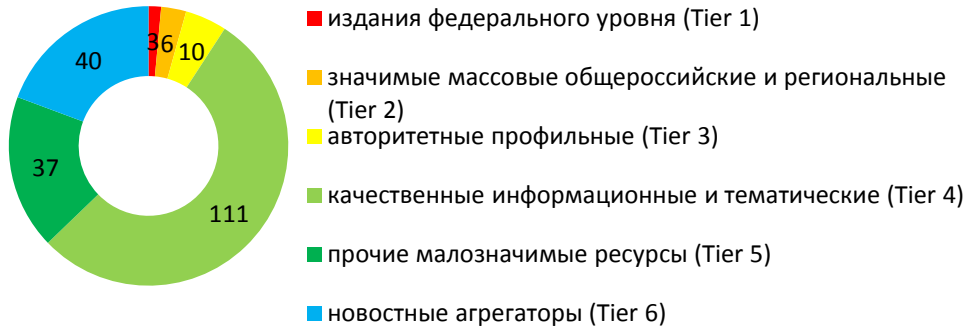 3
6
10
40
37
111
издания федерального уровня (Tier 1)
значимые массовые общероссийские и региональные
(Tier 2)
авторитетные профильные (Tier 3)
качественные информационные и тематические (Tier 4)
прочие малозначимые ресурсы (Tier 5)
новостные агрегаторы (Tier 6)